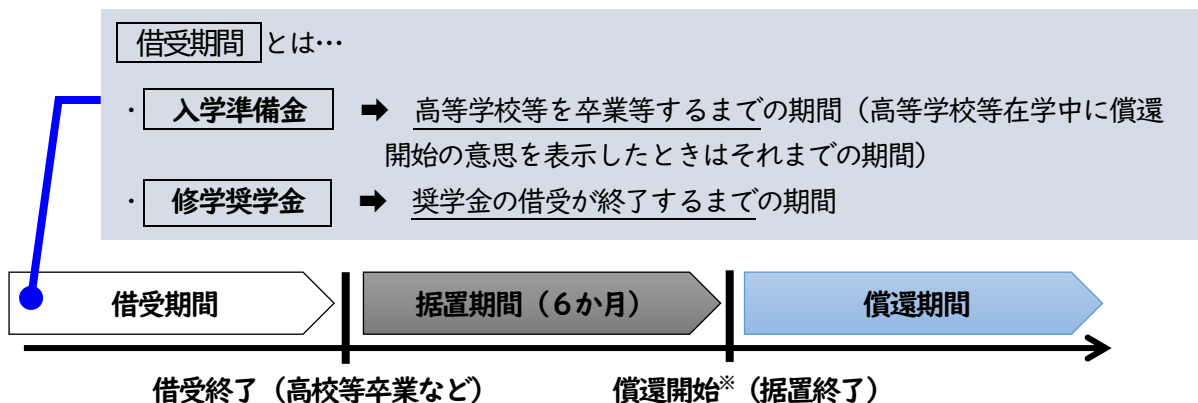 借受期間とは…
・入学準備金 ➡ 高等学校等を卒業等するまでの期間（高等学校等在学中に償還
開始の意思を表示したときはそれまでの期間）
・修学奨学金 ➡ 奨学金の借受が終了するまでの期間
借受期間 据置期間（６か月） 償還期間
借受終了（高校等卒業など） 償還開始※（据置終了）